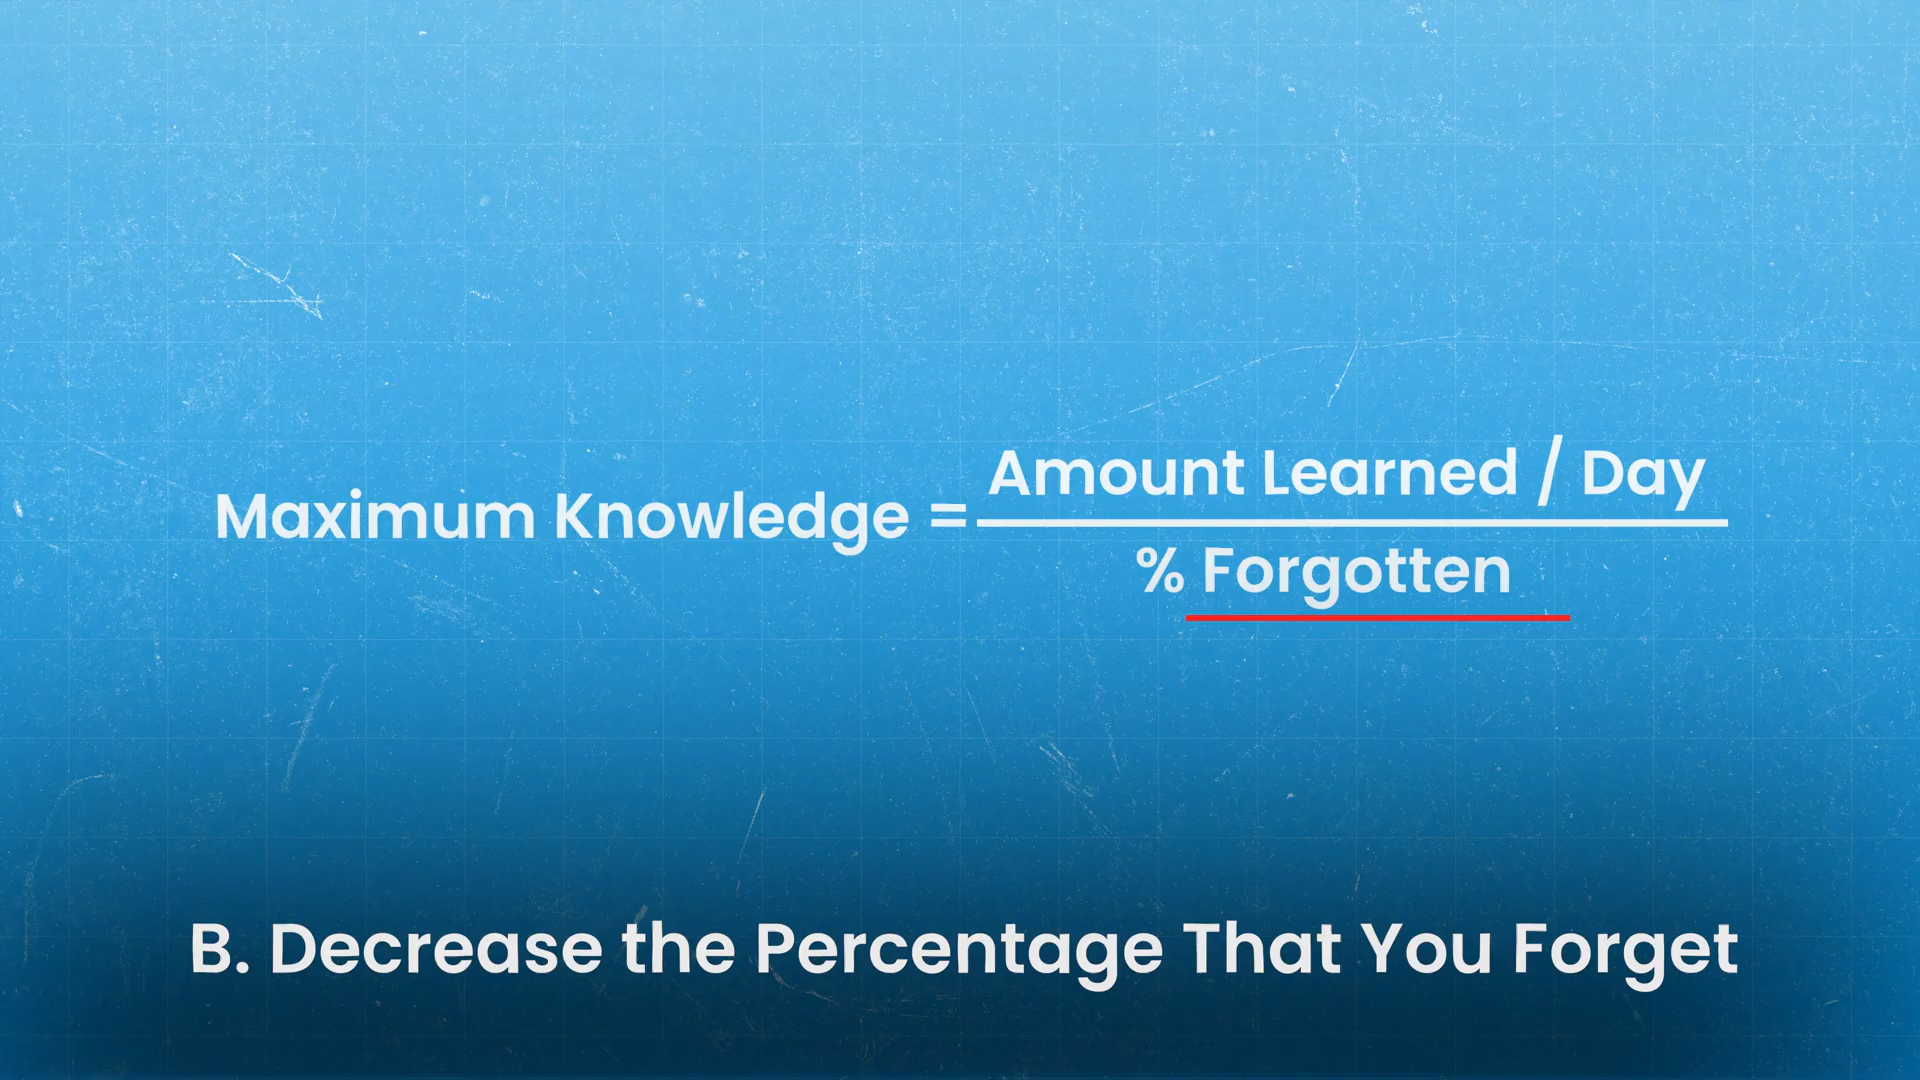 Maximum Knowledge =
Amount Learned / Day
% Forgotten
B. Decrease the Percentage That You Forget